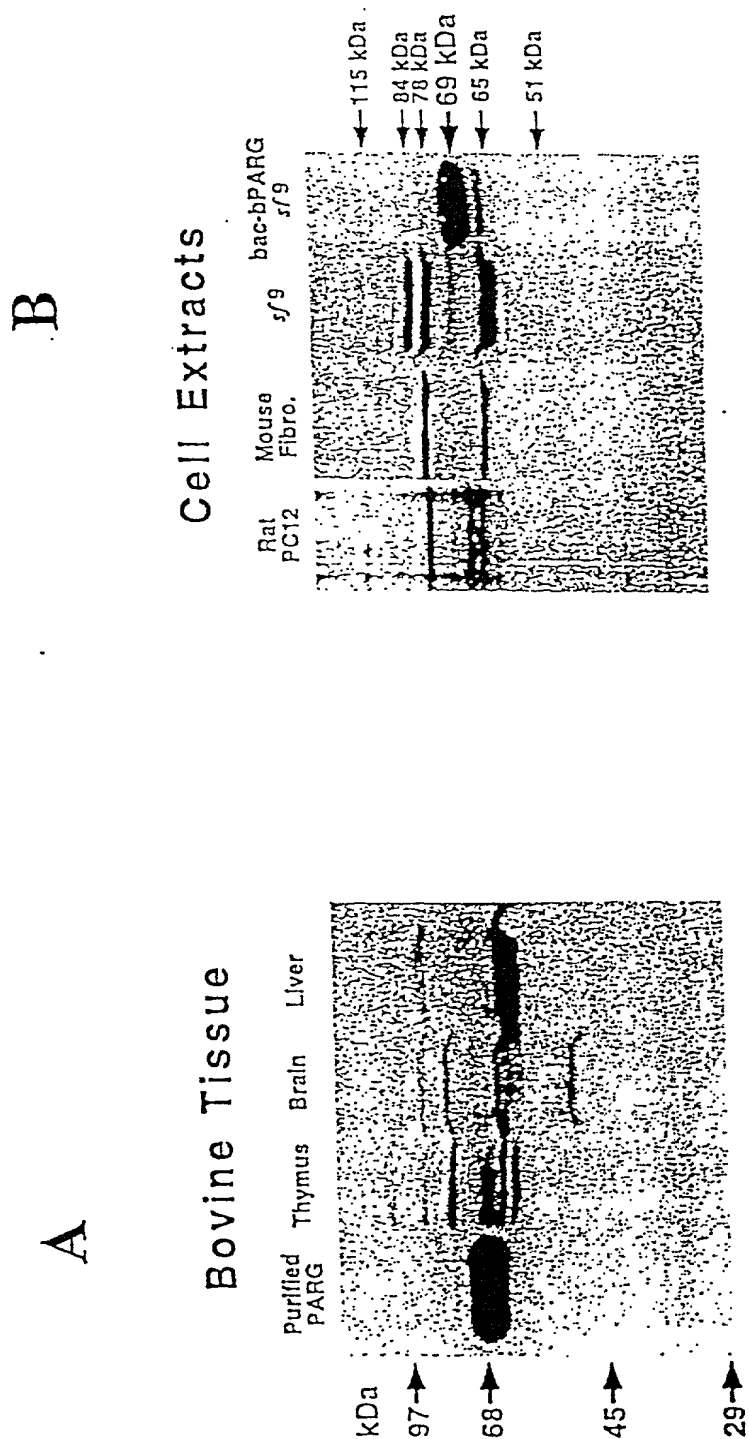 A
Bovine Tissue
Purified
PARG
Thymus
Brain
Liver
kDa
97
68
45
29
B
Cell Extracts
Rat
PC12
Mouse
Fibro.
sf9
bac-bPARG
sf9
115 kDa
84 kDa
78 kDa
69 kDa
65 kDa
51 kDa